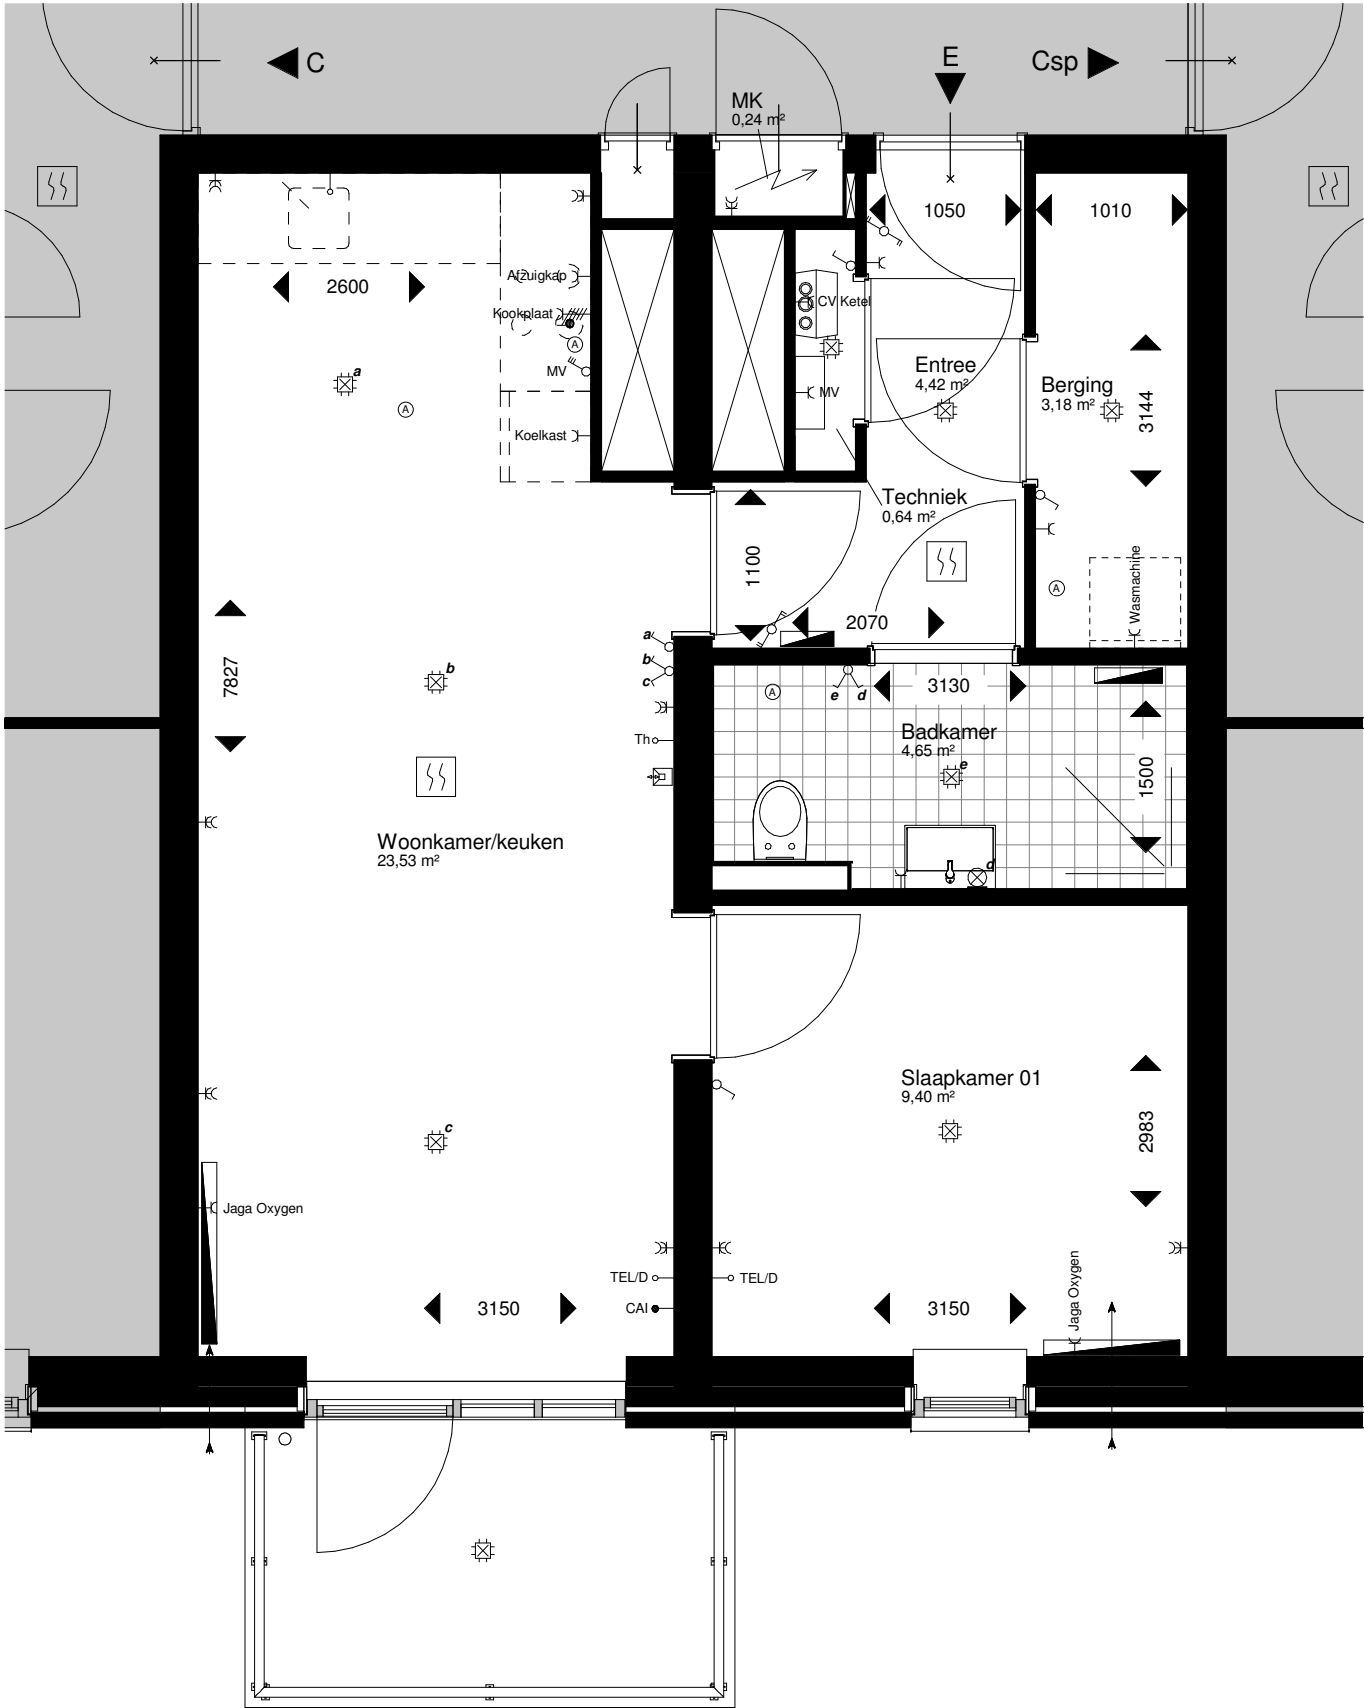 C
E
Csp
MK
0,24 m²
1050
1010
Afzuigkap
2600
CV Ketel
Kookplaat
A
MV
Entree
4,42 m²
Berging
3,18 m²
a
A
MV
3144
Koelkast
Techniek
0,64 m²
1100
Wasmachine
A
2070
a
b
c
7827
b
A
e
d
3130
Th
Badkamer
4,65 m²
e
1500
Woonkamer/keuken
23,53 m²
d
Slaapkamer 01
9,40 m²
2983
c
Jaga Oxygen
TEL/D
TEL/D
Jaga Oxygen
3150
CAI
3150